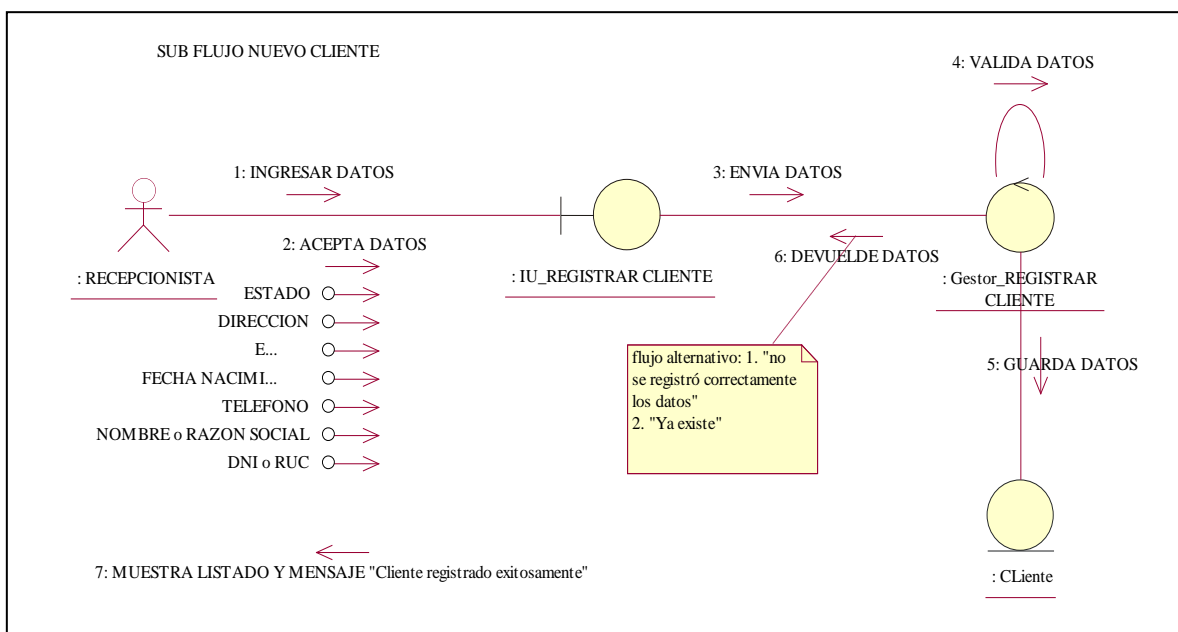 SUB FLUJO NUEVO CLIENTE
4: VALIDA DATOS
1: INGRESAR DATOS
3: ENVIA DATOS
2: ACEPTA DATOS
6: DEVUELDE DATOS
: RECEPCIONISTA
: IU_REGISTRAR CLIENTE
: Gestor_REGISTRAR
CLIENTE
ESTADO
DIRECCION
E...
FECHA NACIMI...
TELEFONO
NOMBRE o RAZON SOCIAL
DNI o RUC
flujo alternativo: 1. "no
se registró correctamente
los datos"
2. "Ya existe"
5: GUARDA DATOS
7: MUESTRA LISTADO Y MENSAJE "Cliente registrado exitosamente"
: CLiente